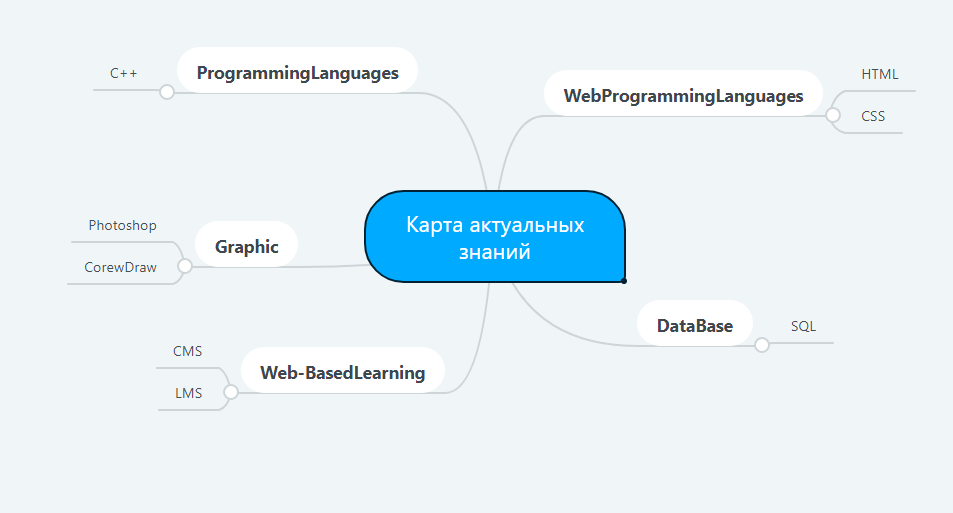 C++
ProgrammingLanguages
WebProgrammingLanguages
HTML
CSS
Карта актуальных
знаний
Photoshop
CorewDraw
Graphic
DataBase
SQL
CMS
LMS
Web-BasedLearning